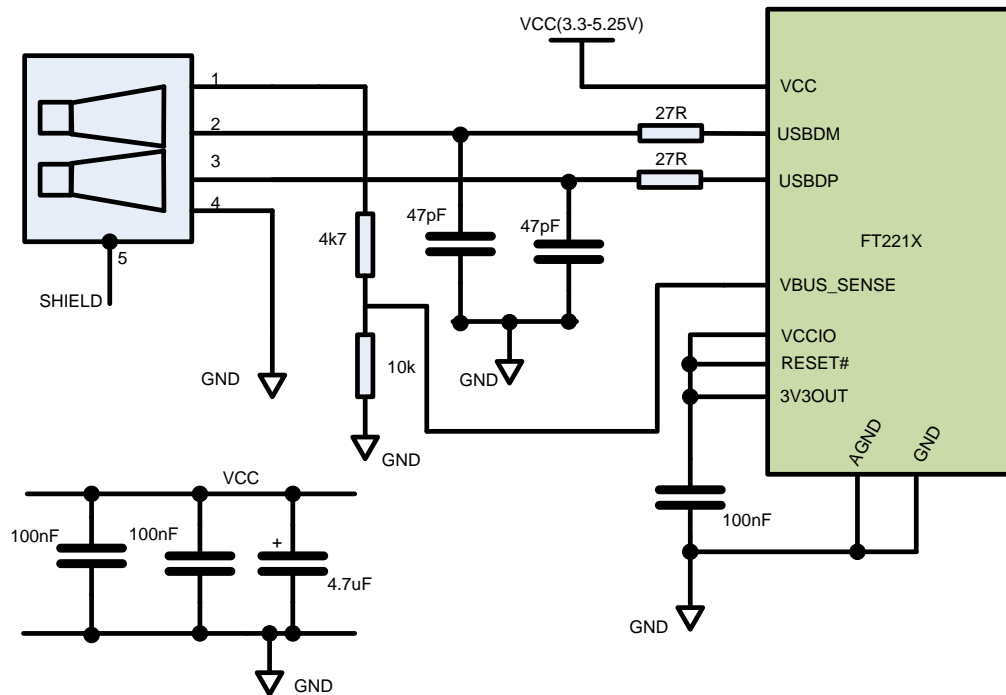 VCC(3.3-5.25V)
1
VCC
27R
2
USBDM
27R
3
USBDP
4
47pF
47pF
4k7
FT221X
5
VBUS_SENSE
SHIELD
VCCIO
10k
RESET#
GND
GND
3V3OUT
AGND
GND
GND
VCC
100nF
100nF
100nF
+
4.7uF
GND
GND